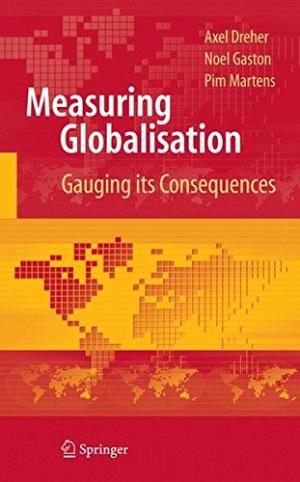 Axel Dreher
Noel Gaston
Pim Martens
Measuring
Globalisation
Gauging its Consequences
Springer